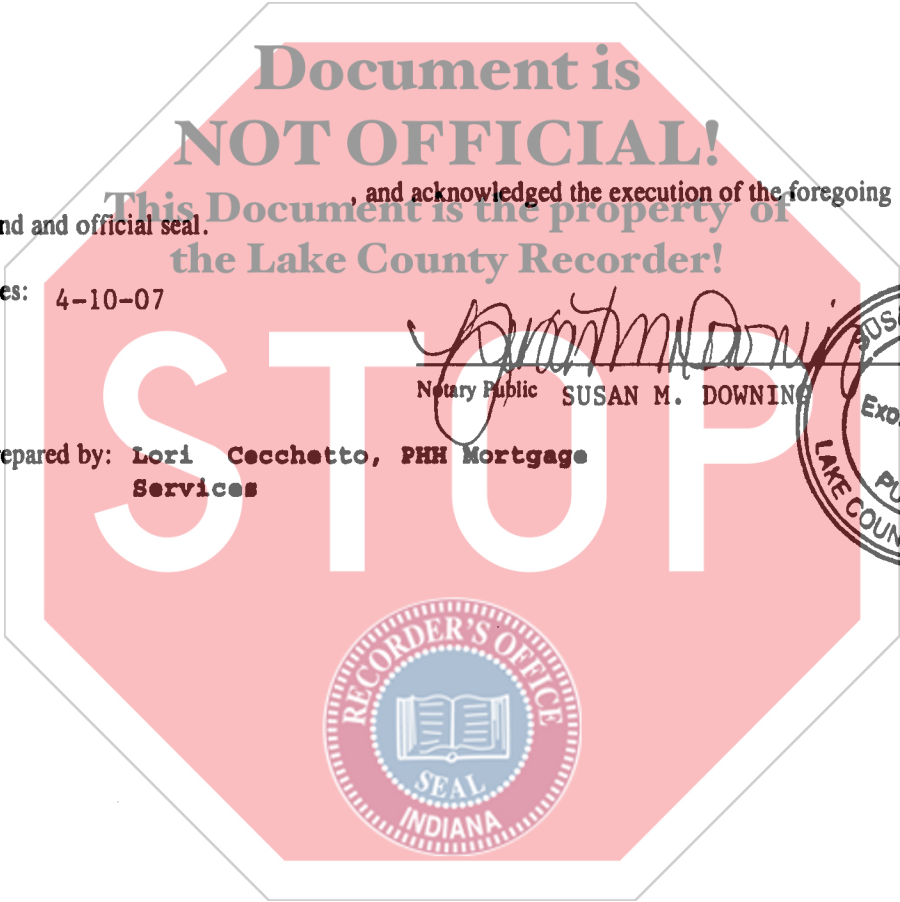 Document is
NOT OFFICIAL!
, and acknowledged the execution of the foregoing
This Document is the property of
nd and official seal.
the Lake County Recorder!
es: 4-10-07
Notary Public SUSAN M. DOWNING
STOP
epared by: Lori Cecchetto, PHH Mortgage
Services
LAKE COUN
RECORDER'S OFFICE
SEAL
INDIANA